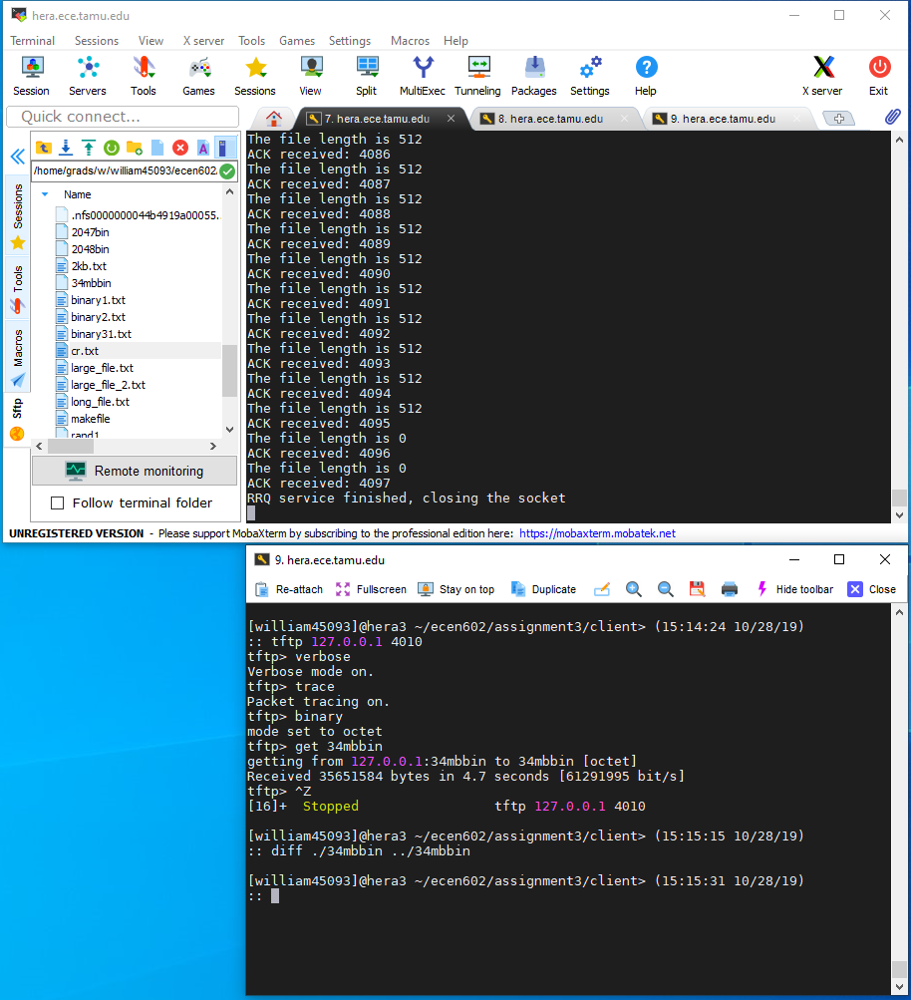 hera.ece.tamu.edu
Terminal Sessions View X server Tools Games Settings Macros Help
Session Servers Tools Games Sessions View Split MultiExec Tunneling Packages Settings Help X server Exit
Quick connect...
7. hera.ece.tamu.edu
8. hera.ece.tamu.edu
9. hera.ece.tamu.edu
/home/grads/w/william45093/ecen602.
Sessions
Tools
Macros
Sftp
Name
.nfs0000000044b4919a00055..
2047bin
2048bin
2kb.txt
34mbbin
binary1.txt
binary2.txt
binary31.txt
cr.txt
large_file.txt
large_file_2.txt
long_file.txt
makefile
rand1
Remote monitoring
Follow terminal folder
The file length is 512
ACK received: 4086
The file length is 512
ACK received: 4087
The file length is 512
ACK received: 4088
The file length is 512
ACK received: 4089
The file length is 512
ACK received: 4090
The file length is 512
ACK received: 4091
The file length is 512
ACK received: 4092
The file length is 512
ACK received: 4093
The file length is 512
ACK received: 4094
The file length is 512
ACK received: 4095
The file length is 0
ACK received: 4096
The file length is 0
ACK received: 4097
RRQ service finished, closing the socket
UNREGISTERED VERSION - Please support MobaXterm by subscribing to the professional edition here: https://mobaxterm.mobatek.net
9. hera.ece.tamu.edu
Re-attach Fullscreen Stay on top Duplicate Hide toolbar Close
[william45093]@hera3 ~/ecen602/assignment3/client> (15:14:24 10/28/19)
:: tftp 127.0.0.1 4010
tftp> verbose
Verbose mode on.
tftp> trace
Packet tracing on.
tftp> binary
mode set to octet
tftp> get 34mbbin
getting from 127.0.0.1:34mbbin to 34mbbin [octet]
Received 35651584 bytes in 4.7 seconds [61291995 bit/s]
tftp> ^Z
[16]+ Stopped tftp 127.0.0.1 4010
[william45093]@hera3 ~/ecen602/assignment3/client> (15:15:15 10/28/19)
:: diff ./34mbbin ../34mbbin
[william45093]@hera3 ~/ecen602/assignment3/client> (15:15:31 10/28/19)
::